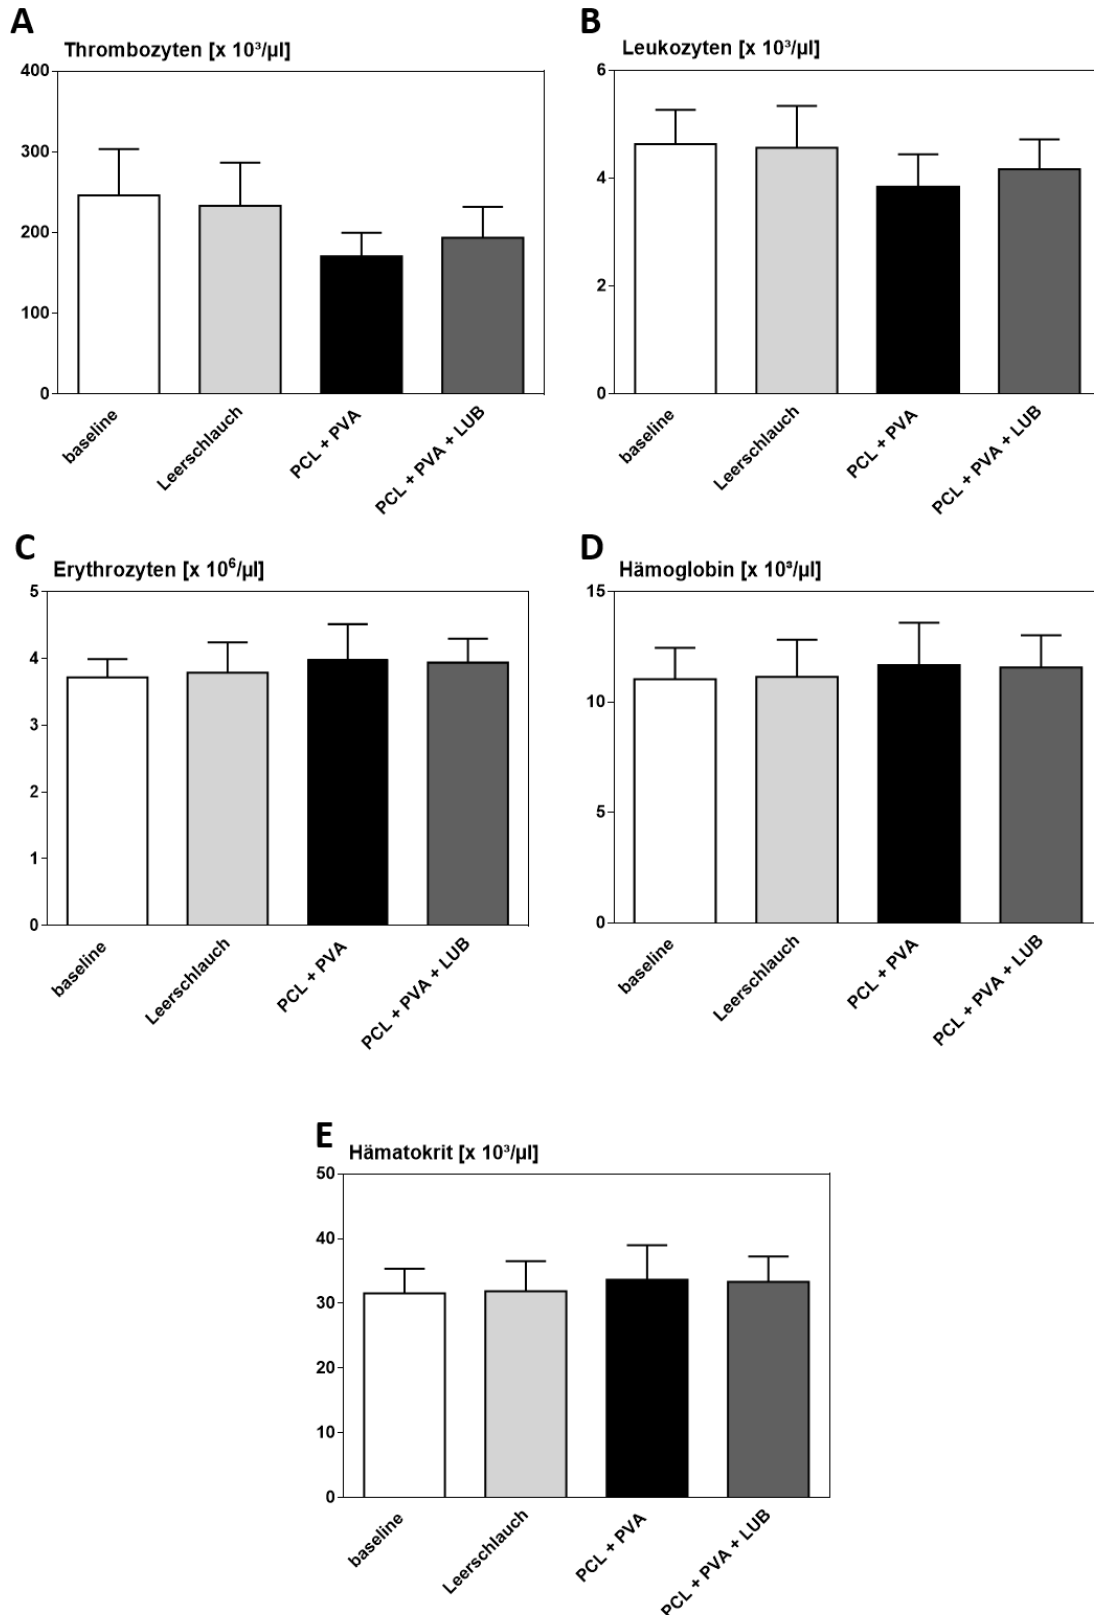 A
Thrombozyten [x 10³/µl]
400
300
200
100
0
baseline
Leerschlauch
PCL + PVA
PCL + PVA + LUB
B
Leukozyten [x 10³/µl]
6
4
2
0
baseline
Leerschlauch
PCL + PVA
PCL + PVA + LUB
C
Erythrozyten [x 10⁶/µl]
5
4
3
2
1
0
baseline
Leerschlauch
PCL + PVA
PCL + PVA + LUB
D
Hämoglobin [x 10³/µl]
15
10
5
0
baseline
Leerschlauch
PCL + PVA
PCL + PVA + LUB
E
Hämatokrit [x 10³/µl]
50
40
30
20
10
0
baseline
Leerschlauch
PCL + PVA
PCL + PVA + LUB